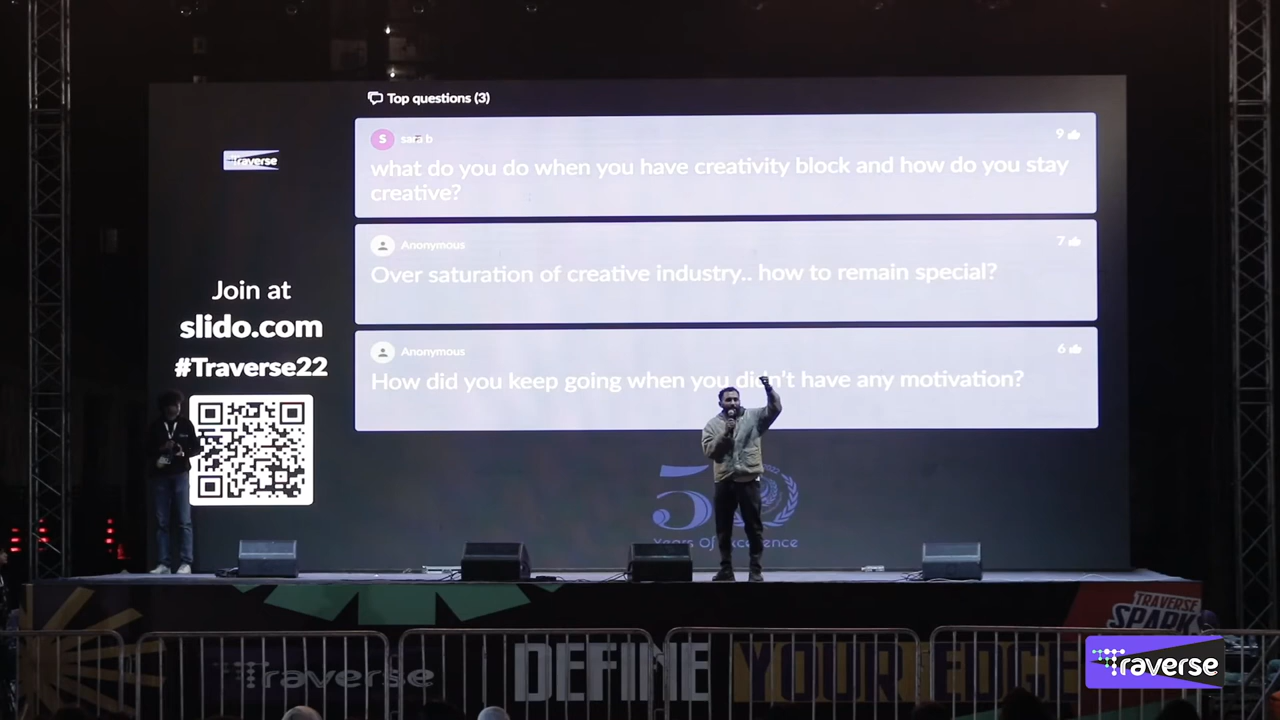 Top questions (3)
S
sara b
9
what do you do when you have creativity block and how do you stay
creative?
Anonymous
7
Over saturation of creative industry.. how to remain special?
Anonymous
6
How did you keep going when you didn't have any motivation?
Traverse
Join at
slido.com
#Traverse22
50
Years Of Excellence
Traverse
DEFINE YOUR EDGE
TRAVERSE
SPARKS
Traverse